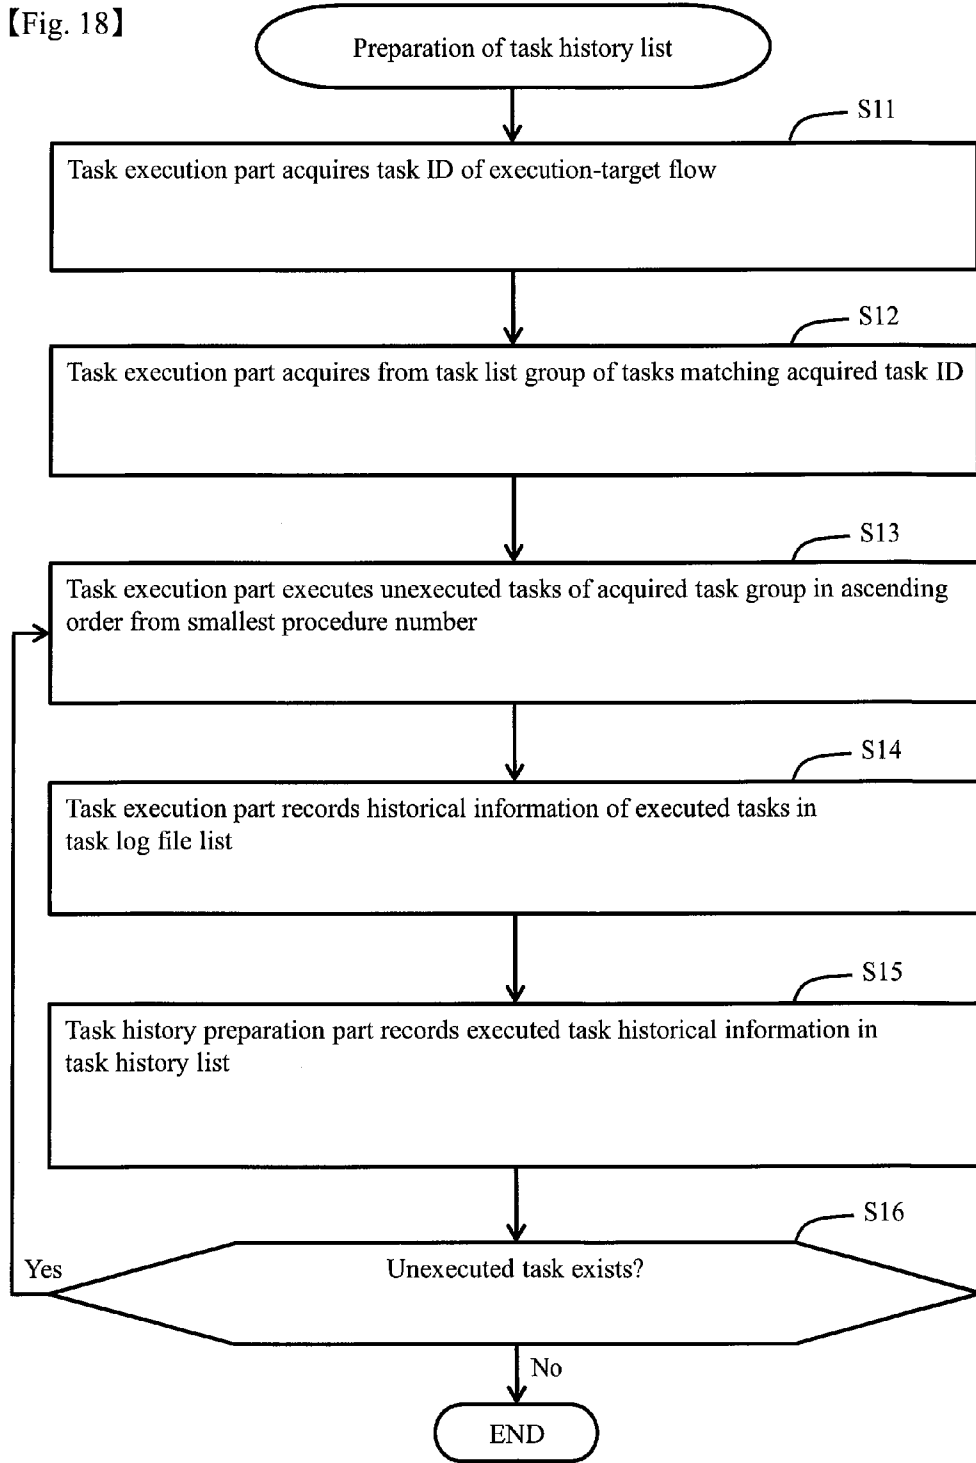 【Fig. 18】
Preparation of task history list
S11
Task execution part acquires task ID of execution-target flow
S12
Task execution part acquires from task list group of tasks matching acquired task ID
S13
Task execution part executes unexecuted tasks of acquired task group in ascending
order from smallest procedure number
S14
Task execution part records historical information of executed tasks in
task log file list
S15
Task history preparation part records executed task historical information in
task history list
S16
Yes
Unexecuted task exists?
No
END